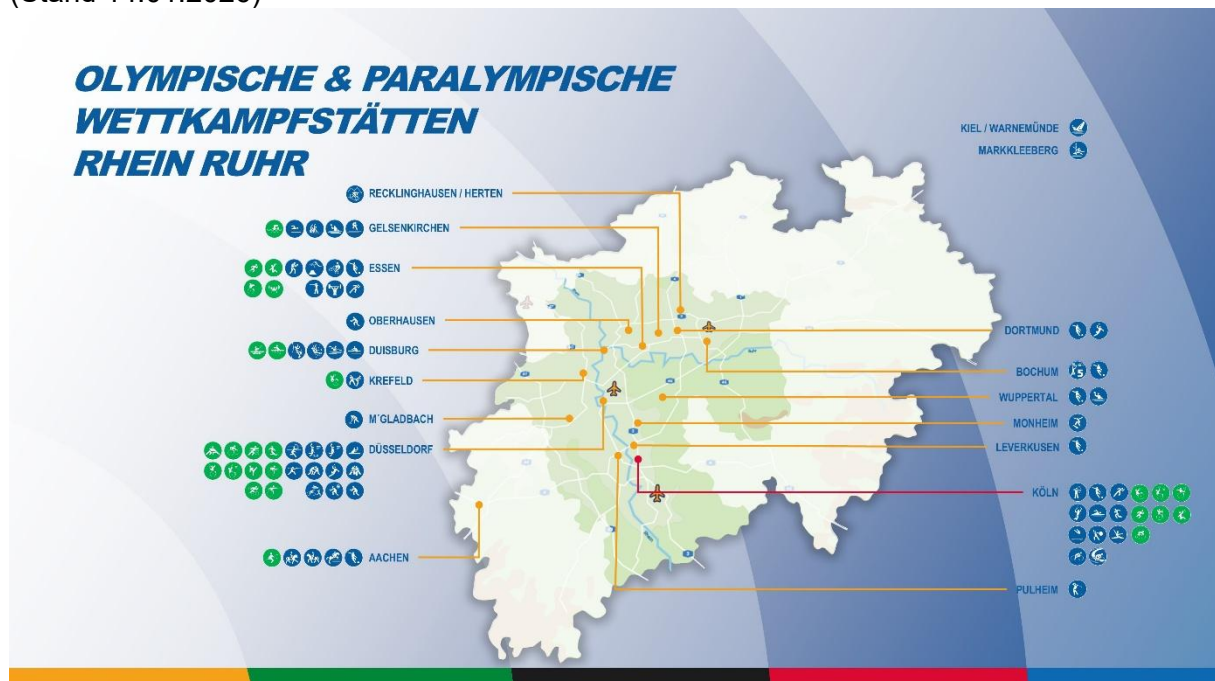 OLYMPISCHE & PARALYMPISCHE
WETTKAMPFSTÄTTEN
RHEIN RUHR
KIEL / WARNEMÜNDE
MARKKLEEBERG
RECKLINGHAUSEN / HERTEN
GELSENKIRCHEN
ESSEN
OBERHAUSEN
DUISBURG
KREFELD
M´GLADBACH
DÜSSELDORF
AACHEN
DORTMUND
BOCHUM
WUPPERTAL
MONHEIM
LEVERKUSEN
KÖLN
PULHEIM